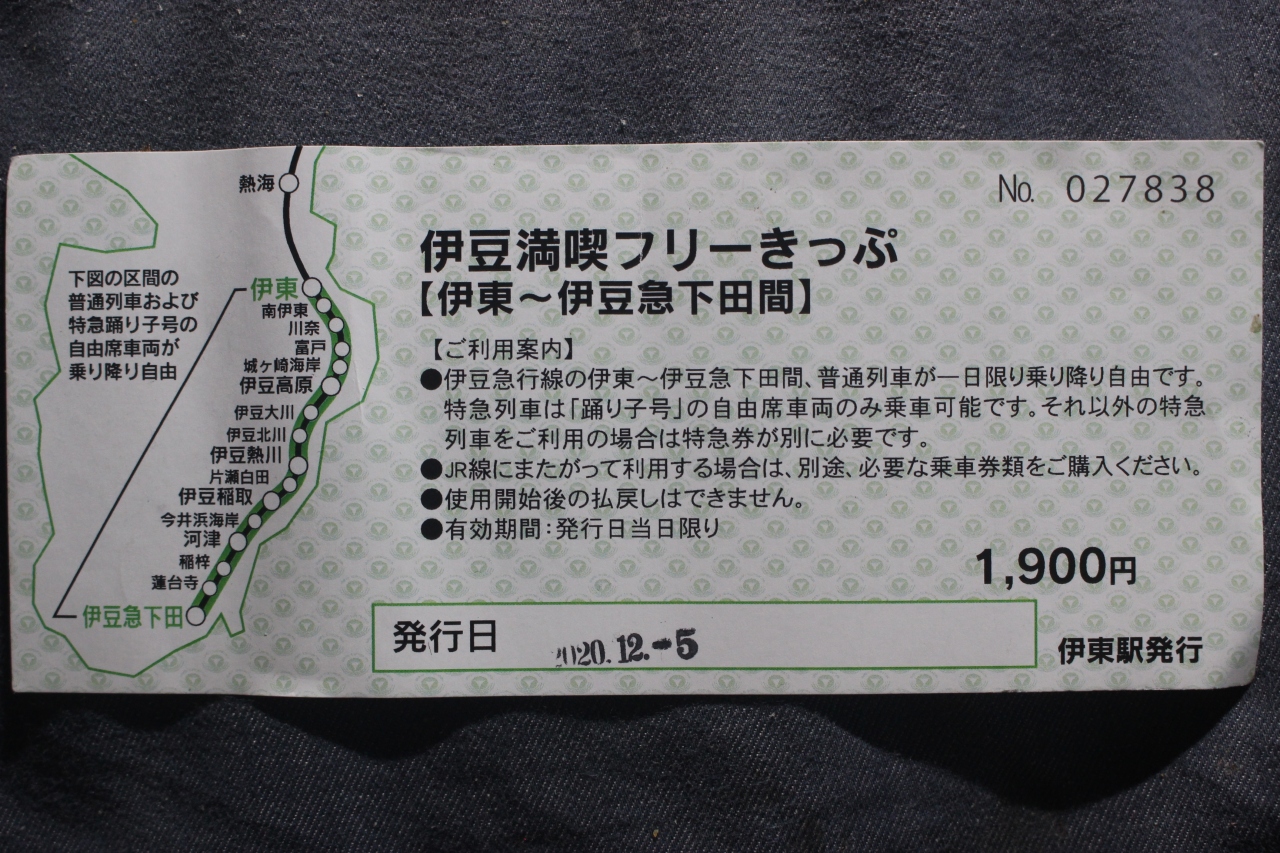 No. 027838
伊豆満喫フリーきっぷ
【伊東～伊豆急下田間】
【ご利用案内】
●伊豆急行線の伊東～伊豆急下田間、普通列車が一日限り乗り降り自由です。
特急列車は「踊り子号」の自由席車両のみ乗車可能です。それ以外の特急
列車をご利用の場合は特急券が別に必要です。
●JR線にまたがって利用する場合は、別途、必要な乗車券類をご購入ください。
●使用開始後の払戻しはできません。
●有効期間：発行日当日限り
1,900円
発行日 2020.12.-5
伊東駅発行
下図の区間の
普通列車および
特急踊り子号の
自由席車両が
乗り降り自由
熱海
伊東
南伊東
川奈
富戸
城ヶ崎海岸
伊豆高原
伊豆大川
伊豆北川
伊豆熱川
片瀬白田
伊豆稲取
今井浜海岸
河津
稲梓
蓮台寺
伊豆急下田